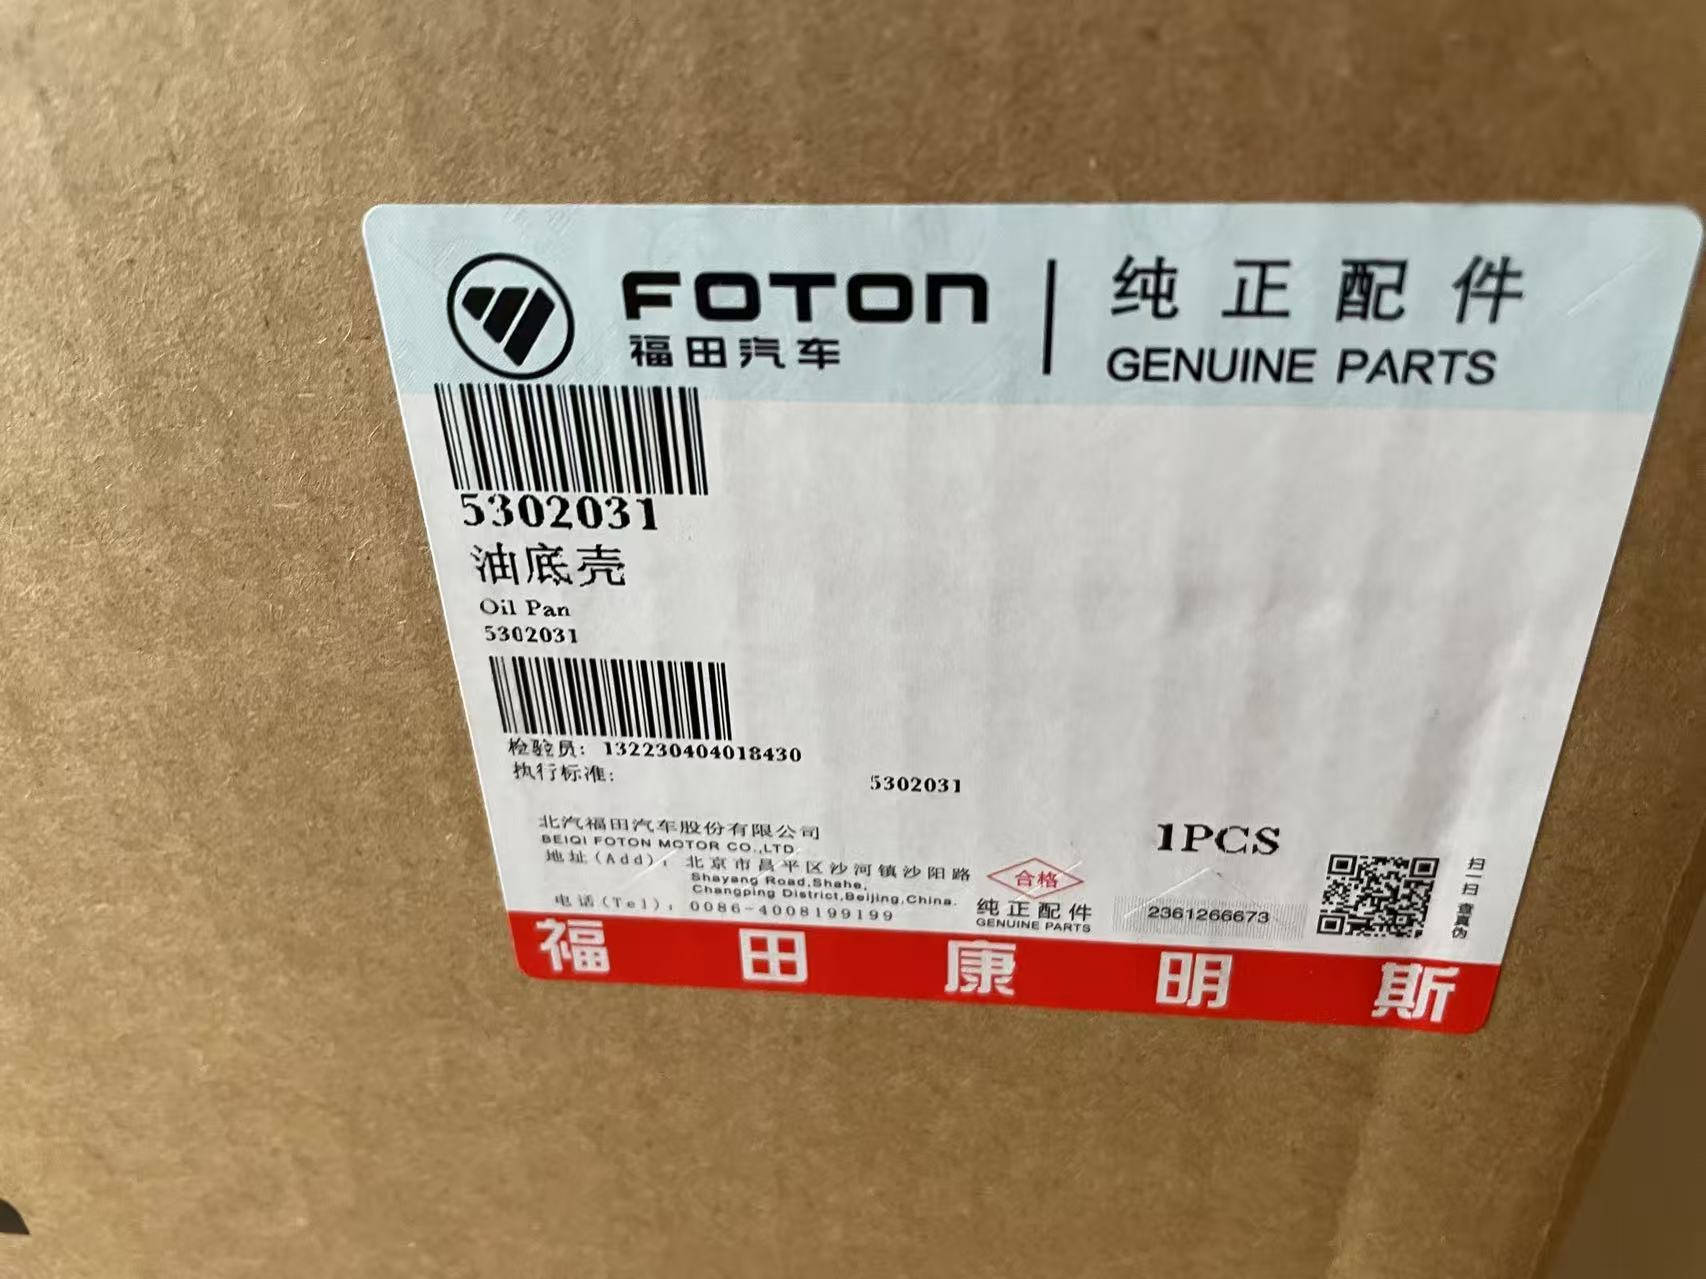 FOTON
福田汽车
纯正配件
GENUINE PARTS
5302031
油底壳
Oil Pan
5302031
检验员: 132230404018430
执行标准:
5302031
北汽福田汽车股份有限公司
BEIQI FOTON MOTOR CO.,LTD
地址(Add): 北京市昌平区沙河镇沙阳路
Shayang Road,Shahe,
Changping District,Beijing,China.
电话(Tel): 0086-4008199199
合格
纯正配件
GENUINE PARTS
1PCS
2361266673
扫一扫 查真伪
福田康明斯